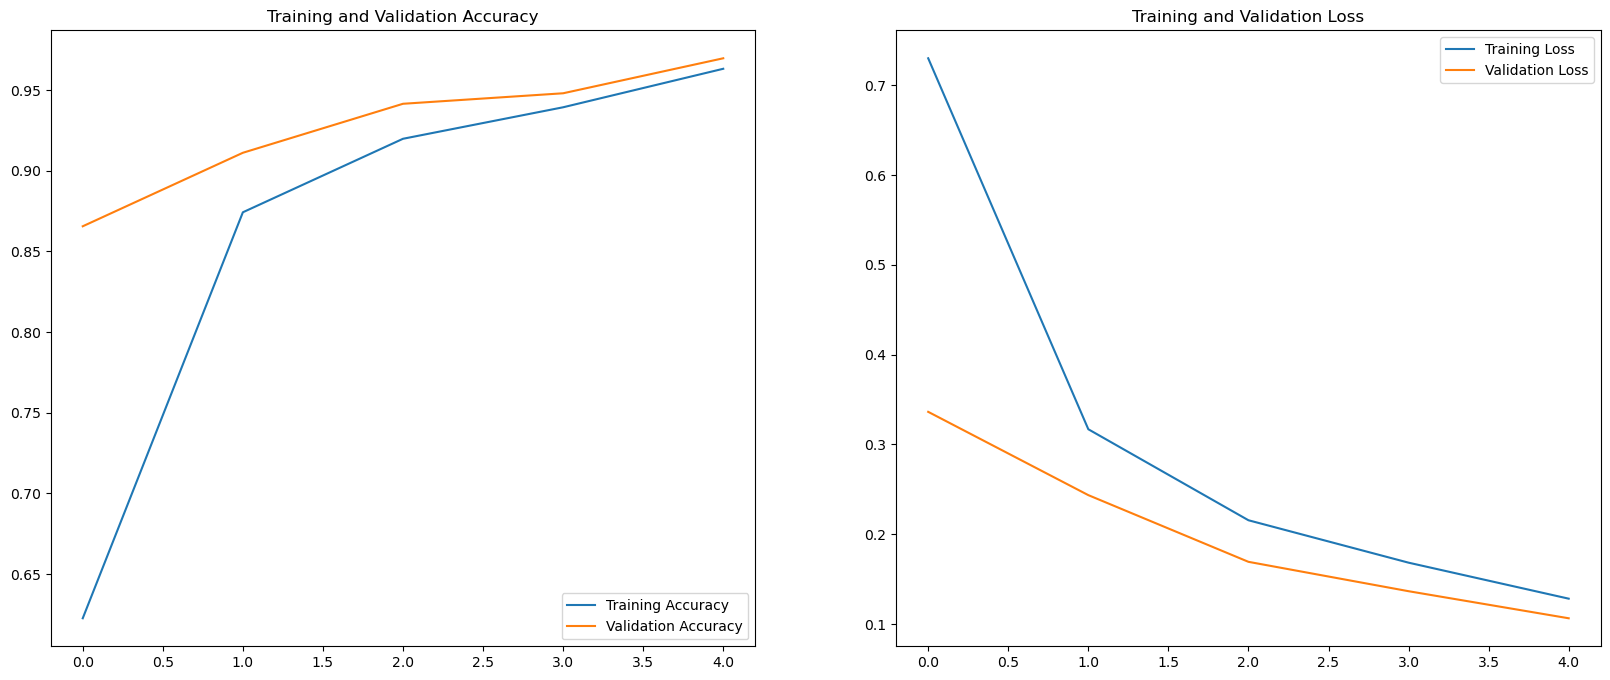 Training and Validation Accuracy
0.95
0.90
0.85
0.80
0.75
0.70
0.65
Training Accuracy
Validation Accuracy
0.0 0.5 1.0 1.5 2.0 2.5 3.0 3.5 4.0
Training and Validation Loss
Training Loss
Validation Loss
0.7
0.6
0.5
0.4
0.3
0.2
0.1
0.0 0.5 1.0 1.5 2.0 2.5 3.0 3.5 4.0